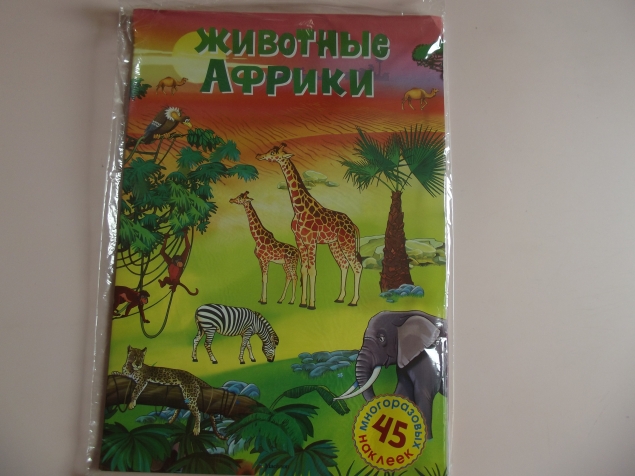 Животные
Африки
45
многоразовых
наклеек